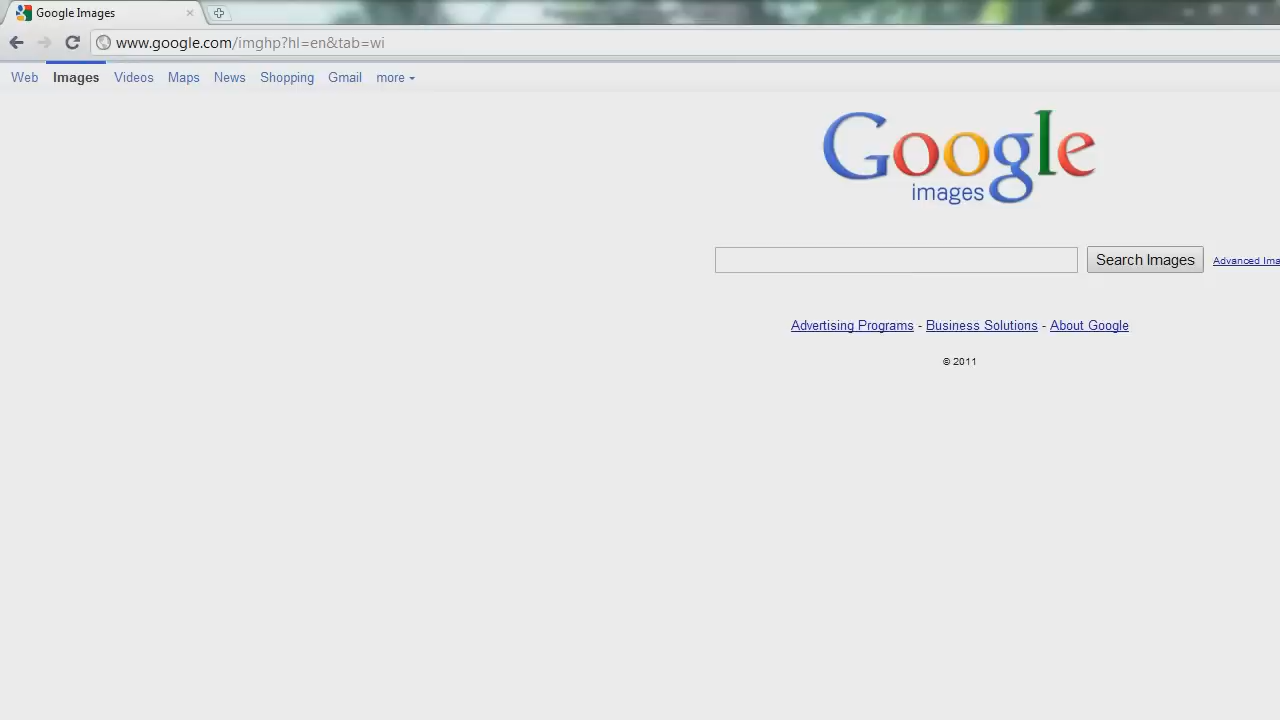 Google Images
www.google.com/imghp?hl=en&tab=wi
Web Images Videos Maps News Shopping Gmail more
Google
images
Search Images Advanced
Advertising Programs - Business Solutions - About Google
© 2011